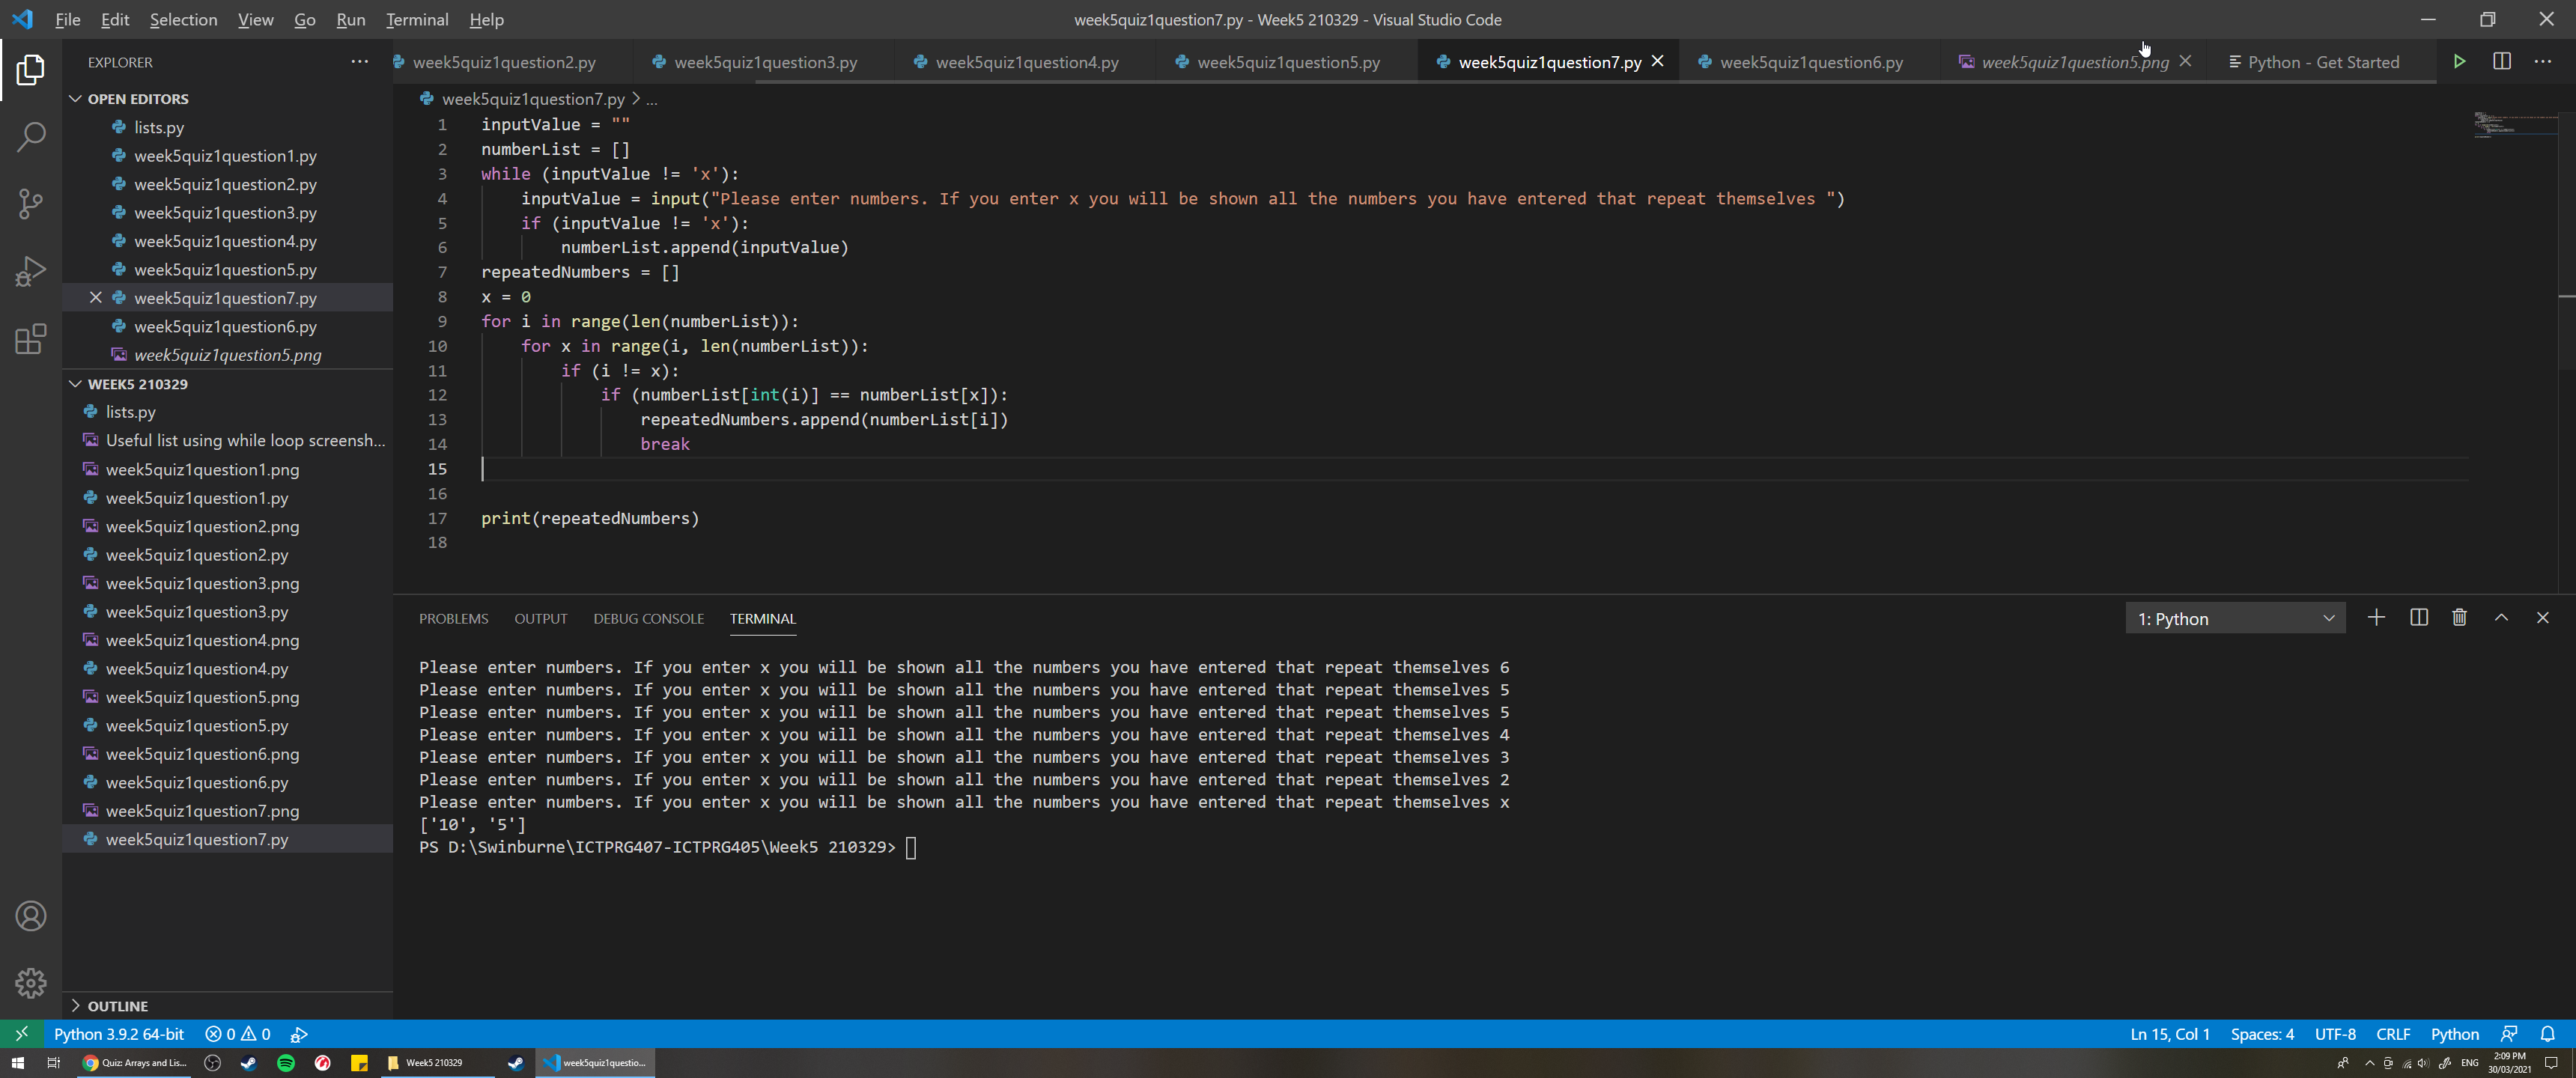 File Edit Selection View Go Run Terminal Help
week5quiz1question7.py - Week5 210329 - Visual Studio Code
EXPLORER
week5quiz1question2.py
week5quiz1question3.py
week5quiz1question4.py
week5quiz1question5.py
week5quiz1question7.py
week5quiz1question6.py
week5quiz1question5.png
Python - Get Started
OPEN EDITORS
lists.py
week5quiz1question1.py
week5quiz1question2.py
week5quiz1question3.py
week5quiz1question4.py
week5quiz1question5.py
week5quiz1question7.py
week5quiz1question6.py
week5quiz1question5.png
WEEK5 210329
lists.py
Useful list using while loop screensh...
week5quiz1question1.png
week5quiz1question1.py
week5quiz1question2.png
week5quiz1question2.py
week5quiz1question3.png
week5quiz1question3.py
week5quiz1question4.png
week5quiz1question4.py
week5quiz1question5.png
week5quiz1question5.py
week5quiz1question6.png
week5quiz1question6.py
week5quiz1question7.png
week5quiz1question7.py
OUTLINE
week5quiz1question7.py > ...
1 inputValue = ""
2 numberList = []
3 while (inputValue != 'x'):
4 inputValue = input("Please enter numbers. If you enter x you will be shown all the numbers you have entered that repeat themselves ")
5 if (inputValue != 'x'):
6 numberList.append(inputValue)
7 repeatedNumbers = []
8 x = 0
9 for i in range(len(numberList)):
10 for x in range(i, len(numberList)):
11 if (i != x):
12 if (numberList[int(i)] == numberList[x]):
13 repeatedNumbers.append(numberList[i])
14 break
15
16
17 print(repeatedNumbers)
18
PROBLEMS OUTPUT DEBUG CONSOLE TERMINAL
1: Python
Please enter numbers. If you enter x you will be shown all the numbers you have entered that repeat themselves 6
Please enter numbers. If you enter x you will be shown all the numbers you have entered that repeat themselves 5
Please enter numbers. If you enter x you will be shown all the numbers you have entered that repeat themselves 5
Please enter numbers. If you enter x you will be shown all the numbers you have entered that repeat themselves 4
Please enter numbers. If you enter x you will be shown all the numbers you have entered that repeat themselves 3
Please enter numbers. If you enter x you will be shown all the numbers you have entered that repeat themselves 2
Please enter numbers. If you enter x you will be shown all the numbers you have entered that repeat themselves x
['10', '5']
PS D:\Swinburne\ICTPRG407-ICTPRG405\Week5 210329>
Python 3.9.2 64-bit 0 0
Ln 15, Col 1 Spaces: 4 UTF-8 CRLF Python
Quiz: Arrays and Lis...
Week5 210329
week5quiz1questio...
ENG
2:09 PM
30/03/2021